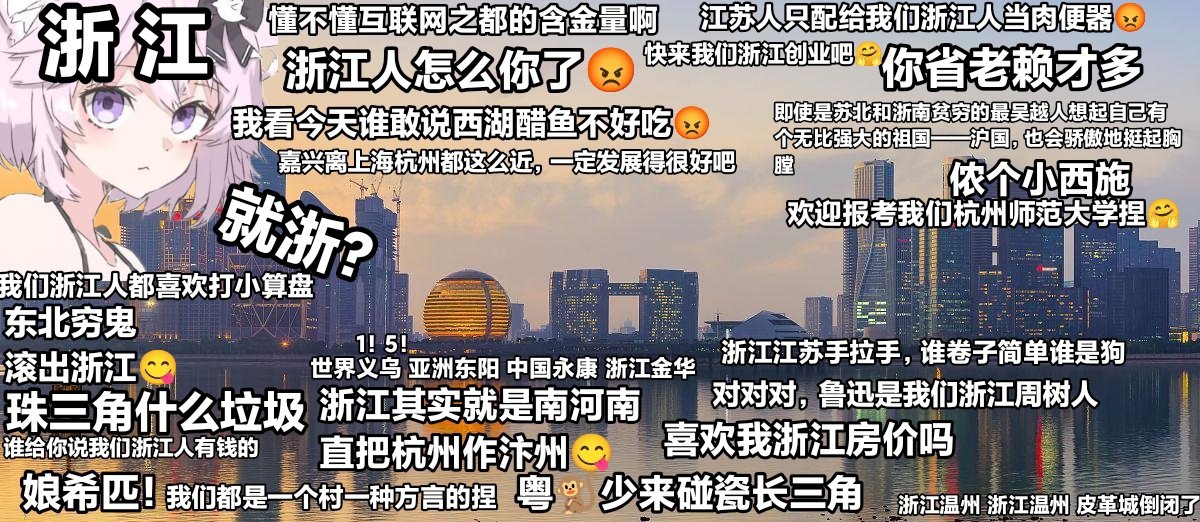 浙江
懂不懂互联网之都的含金量啊
江苏人只配给我们浙江人当肉便器😡
浙江人怎么你了😡
快来我们浙江创业吧🤗
你省老赖才多
我看今天谁敢说西湖醋鱼不好吃😡
即使是苏北和浙南贫穷的最吴越人想起自己有
个无比强大的祖国——沪国，也会骄傲地挺起胸
膛
嘉兴离上海杭州都这么近，一定发展得很好吧
侬个小西施
欢迎报考我们杭州师范大学捏🤗
就浙？
我们浙江人都喜欢打小算盘
东北穷鬼
滚出浙江😋
1！5！
世界义乌 亚洲东阳 中国永康 浙江金华
浙江江苏手拉手，谁卷子简单谁是狗
珠三角什么垃圾
浙江其实就是南河南
对对对，鲁迅是我们浙江周树人
谁给你说我们浙江人有钱的
直把杭州作汴州😋
喜欢我浙江房价吗
娘希匹！
我们都是一个村一种方言的捏
粤🐒少来碰瓷长三角
浙江温州 浙江温州 皮革城倒闭了